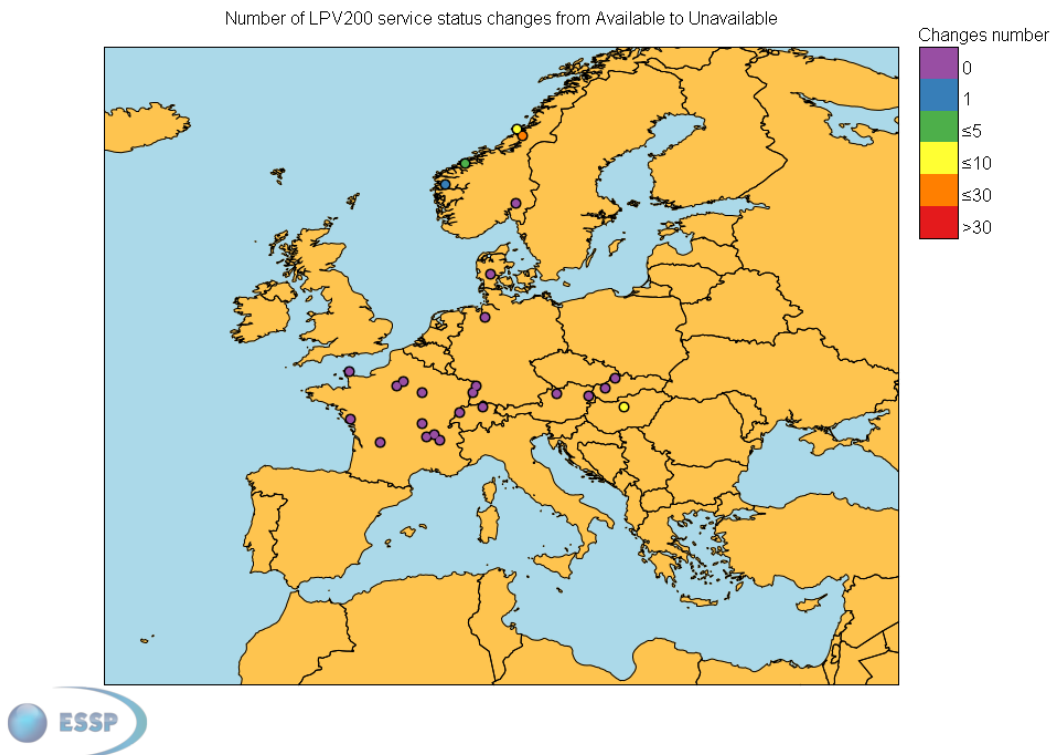 Number of LPV200 service status changes from Available to Unavailable
Changes number
0
1
≤5
≤10
≤30
>30
ESSP